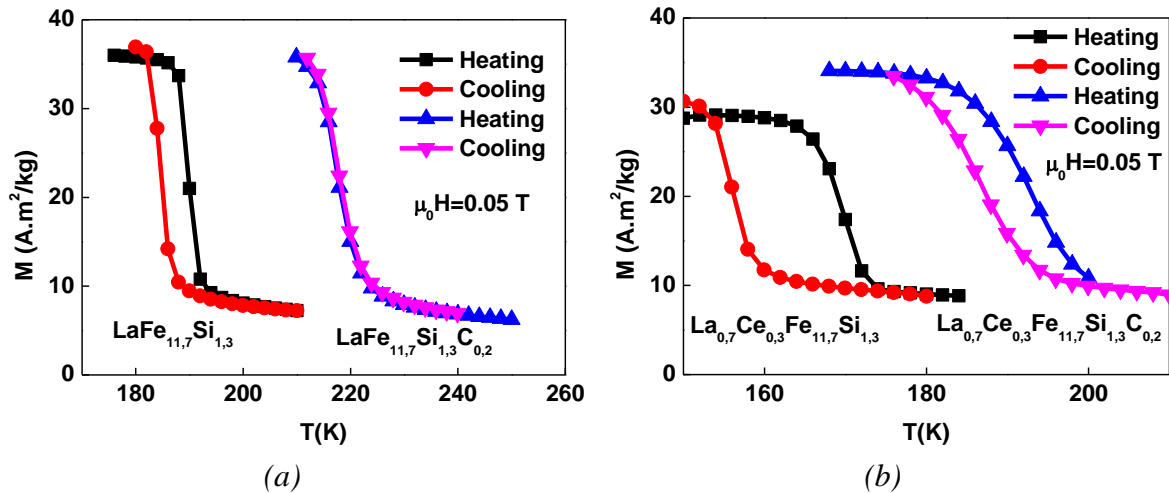 40
30
20
10
0
M (A.m²/kg)
Heating
Cooling
Heating
Cooling
μ₀H=0.05 T
LaFe₁₁,₇Si₁,₃
LaFe₁₁,₇Si₁,₃C₀,₂
180 200 220 240 260
T(K)
(a)
40
30
20
10
0
M (A.m²/kg)
Heating
Cooling
Heating
Cooling
μ₀H=0.05 T
La₀,₇Ce₀,₃Fe₁₁,₇Si₁,₃
La₀,₇Ce₀,₃Fe₁₁,₇Si₁,₃C₀,₂
160 180 200
T(K)
(b)